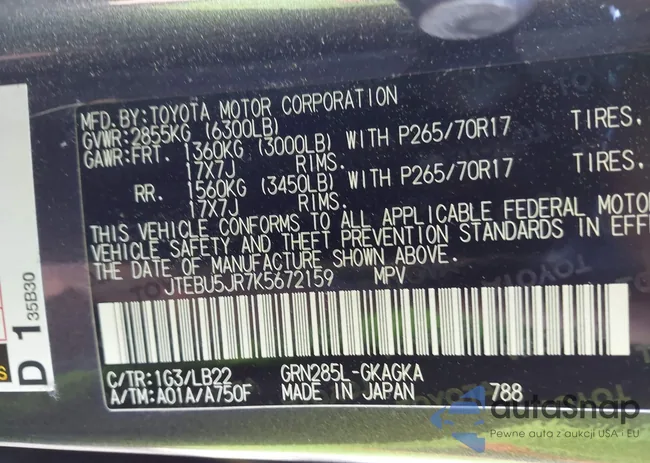 MFD. BY: TOYOTA MOTOR CORPORATION
GVWR: 2855KG (6300LB)
GAWR: FRT. 1360KG (3000LB) WITH P265/70R17 TIRES,
17X7J RIMS.
RR. 1560KG (3450LB) WITH P265/70R17 TIRES,
17X7J RIMS.
THIS VEHICLE CONFORMS TO ALL APPLICABLE FEDERAL MOTO
VEHICLE SAFETY AND THEFT PREVENTION STANDARDS IN EFF
THE DATE OF MANUFACTURE SHOWN ABOVE.
JTEBU5JR7K5672159 MPV
C/TR: 1G3/LB22 GRN285L-GKAGKA
A/TM: A01A/A750F MADE IN JAPAN 788
D 1 35B30
autoSnap
Pewne auta z aukcji USA i EU